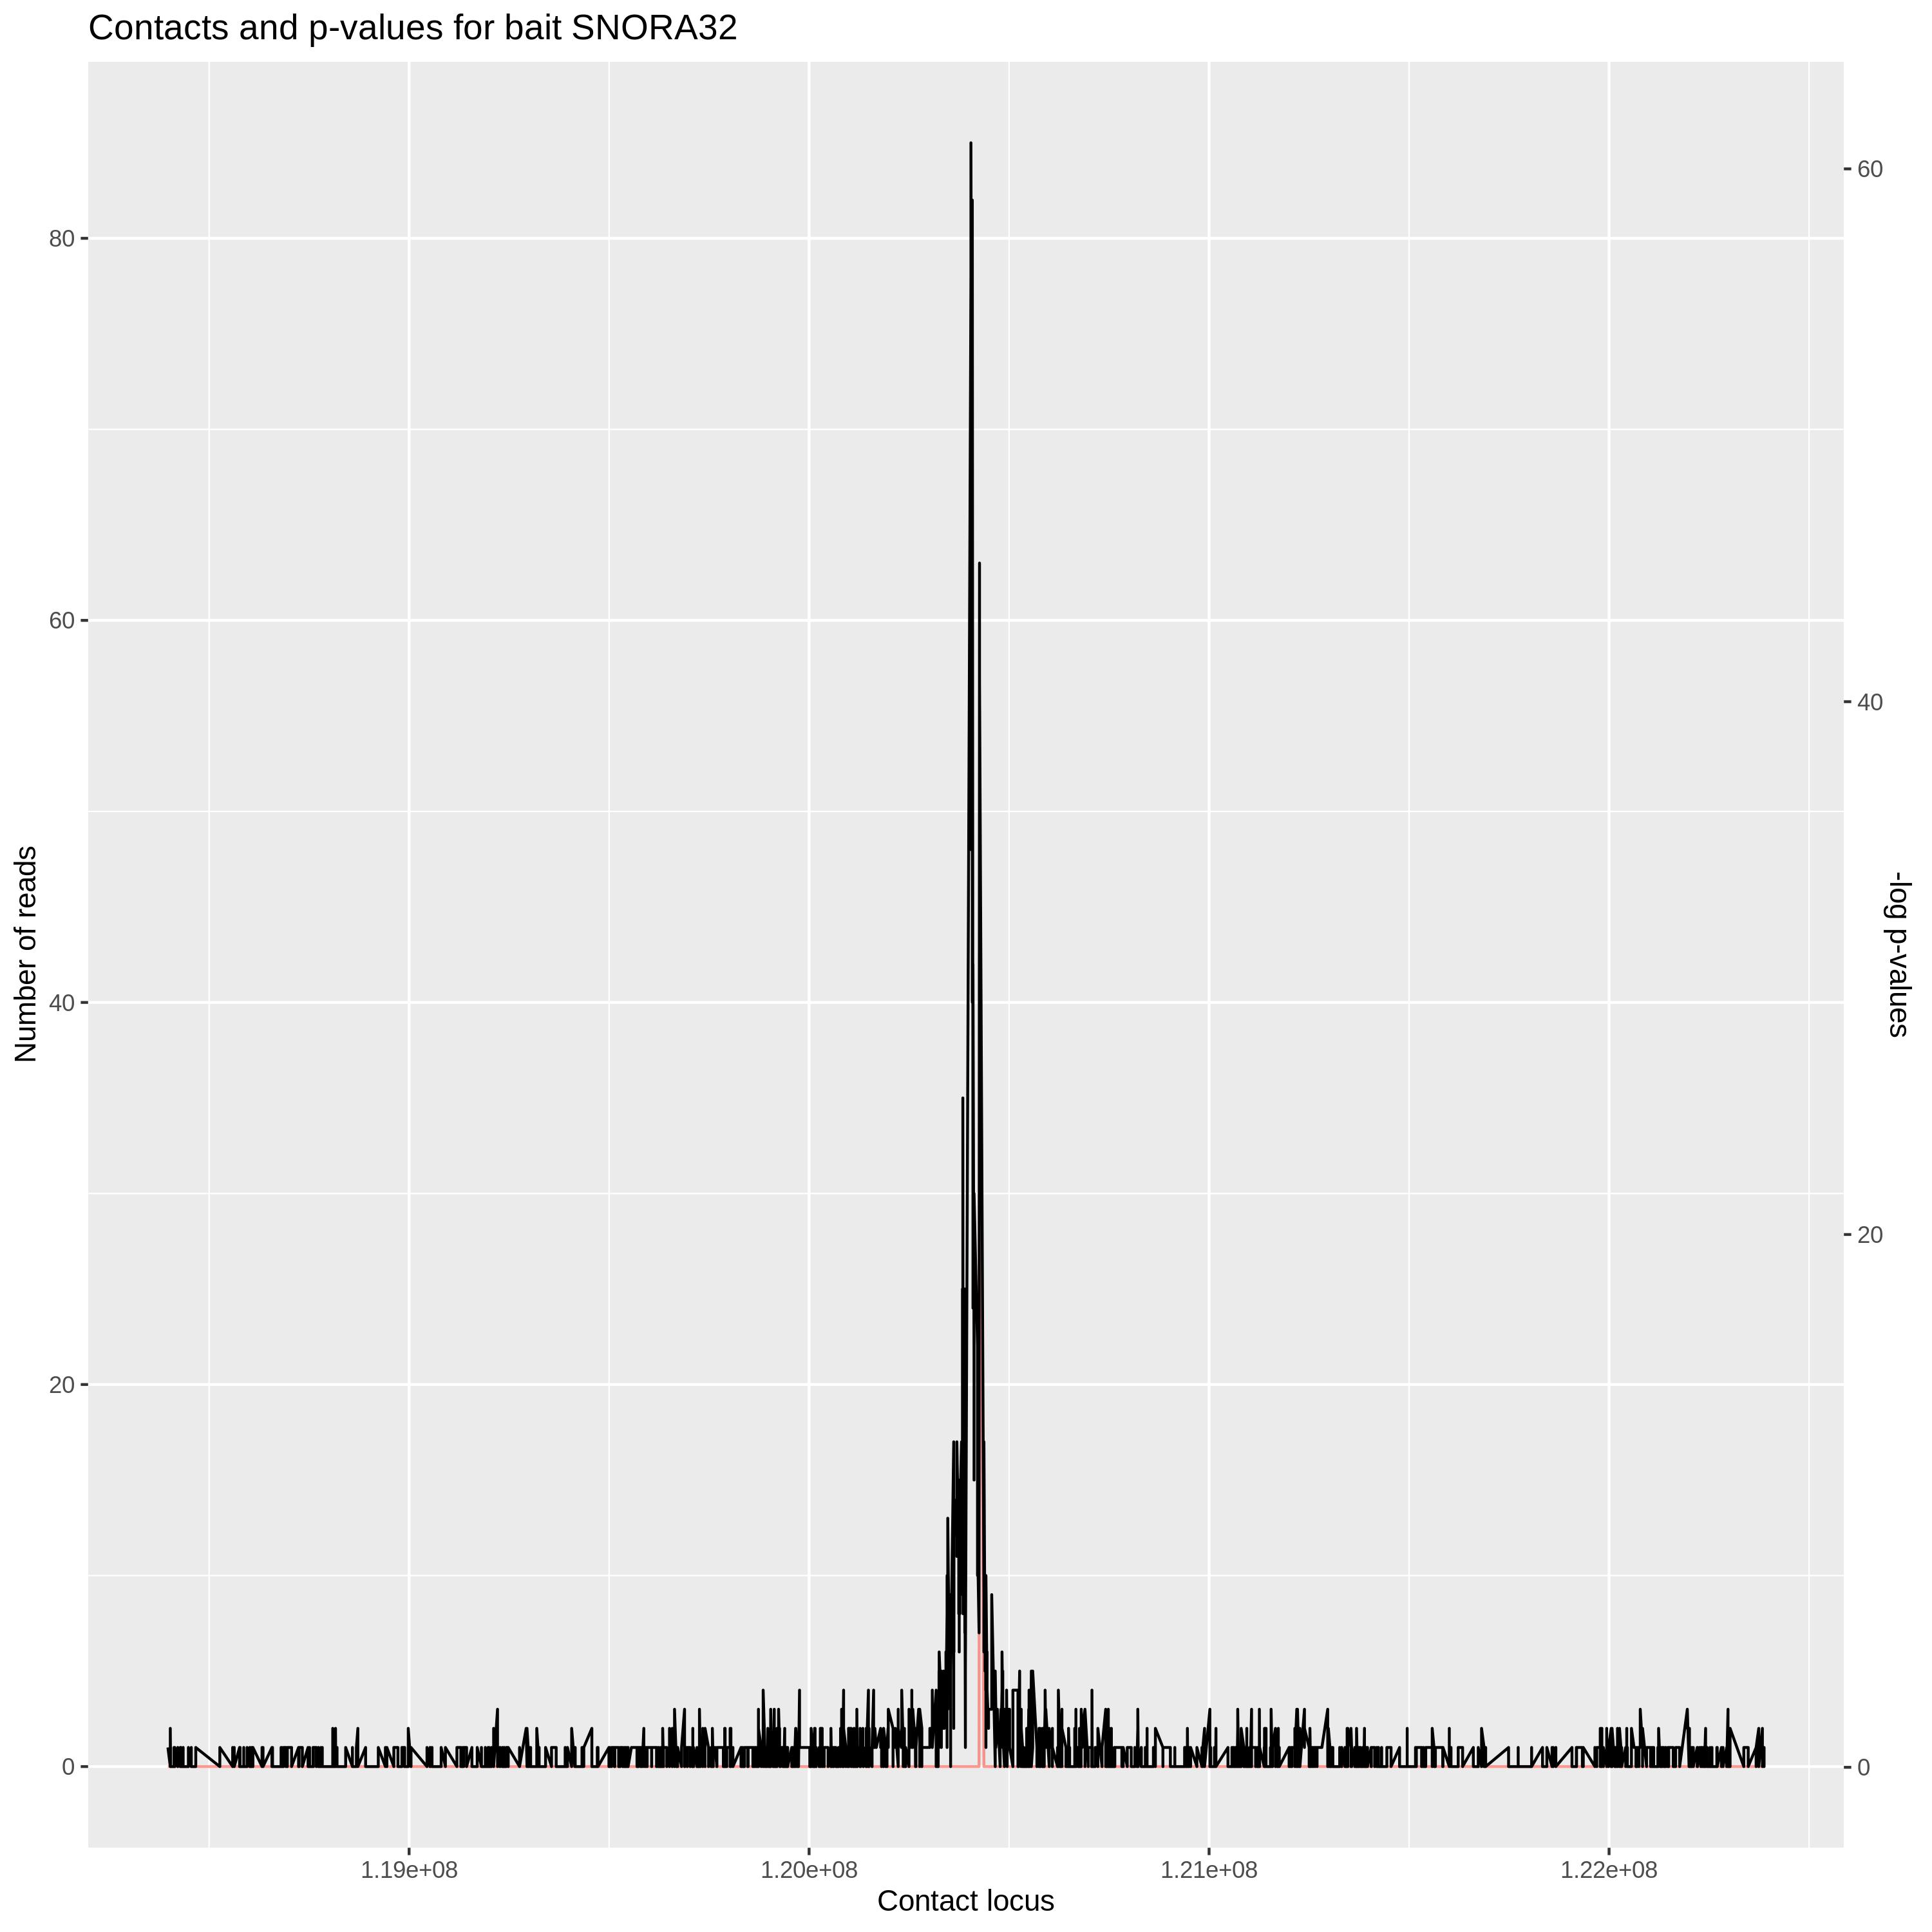 Contacts and p-values for bait SNORA32
Number of reads
80
60
40
20
0
60
40
20
0
-log p-values
1.19e+08 1.20e+08 1.21e+08 1.22e+08
Contact locus